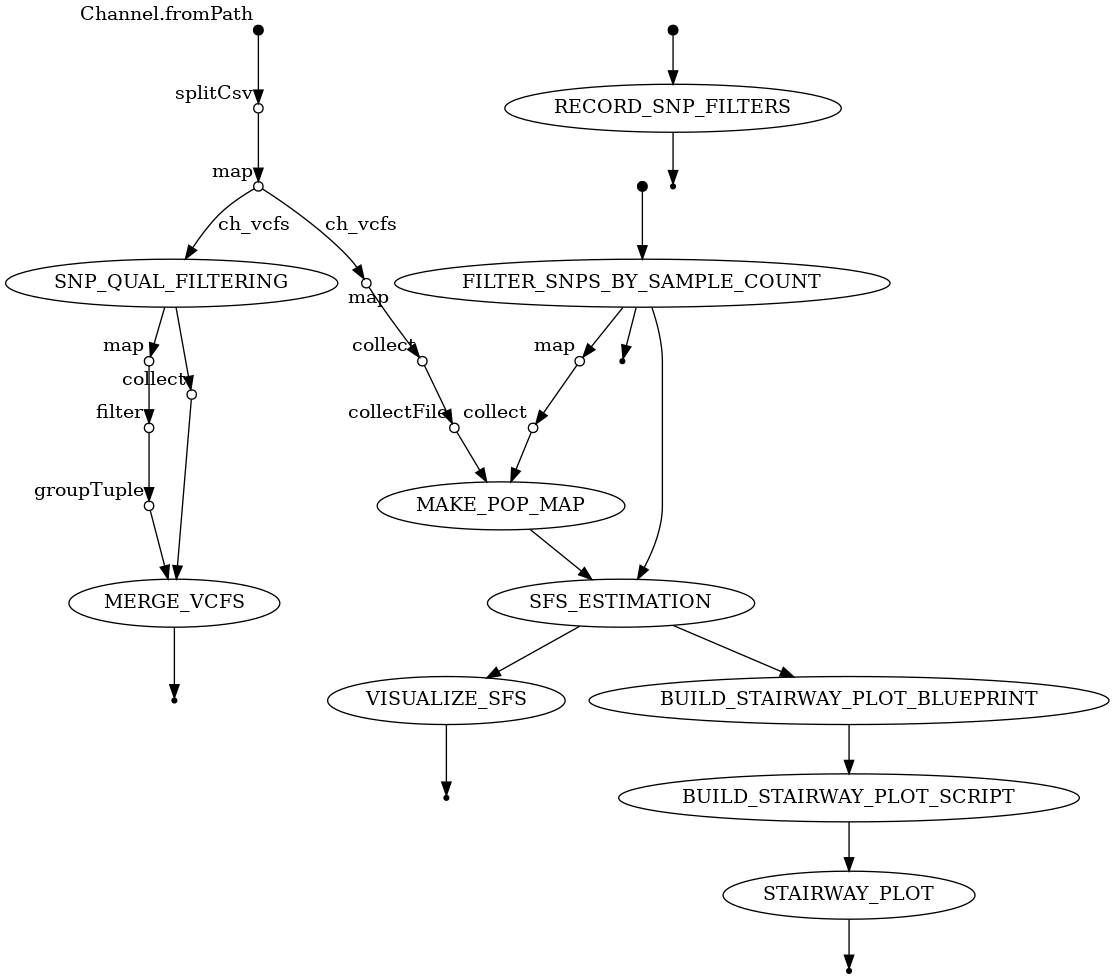 Channel.fromPath
splitCsv
RECORD_SNP_FILTERS
map
ch_vcfs
ch_vcfs
SNP_QUAL_FILTERING
FILTER_SNPS_BY_SAMPLE_COUNT
map
map
collect
map
collect
filter
collectFile
collect
groupTuple
MAKE_POP_MAP
MERGE_VCFS
SFS_ESTIMATION
VISUALIZE_SFS
BUILD_STAIRWAY_PLOT_BLUEPRINT
BUILD_STAIRWAY_PLOT_SCRIPT
STAIRWAY_PLOT